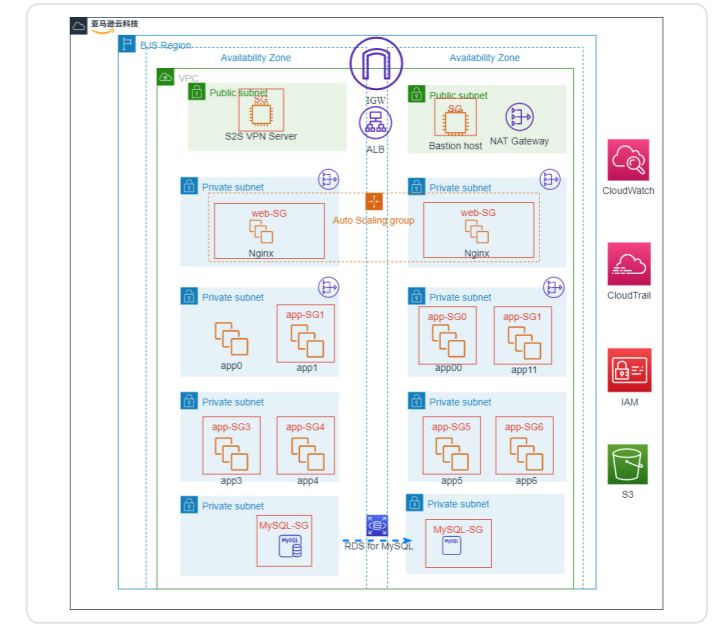 亚马逊云科技
BJS Region
Availability Zone
Availability Zone
VPC
Public subnet
SG
S2S VPN Server
IGW
ALB
Public subnet
SG
Bastion host
NAT Gateway
Private subnet
web-SG
Nginx
Auto Scaling group
Private subnet
web-SG
Nginx
Private subnet
app0
app-SG1
app1
Private subnet
app-SG0
app00
app-SG1
app11
Private subnet
app-SG3
app3
app-SG4
app4
Private subnet
app-SG5
app5
app-SG6
app6
Private subnet
MySQL-SG
MySQL
RDS for MySQL
Private subnet
MySQL-SG
MySQL
CloudWatch
CloudTrail
IAM
S3